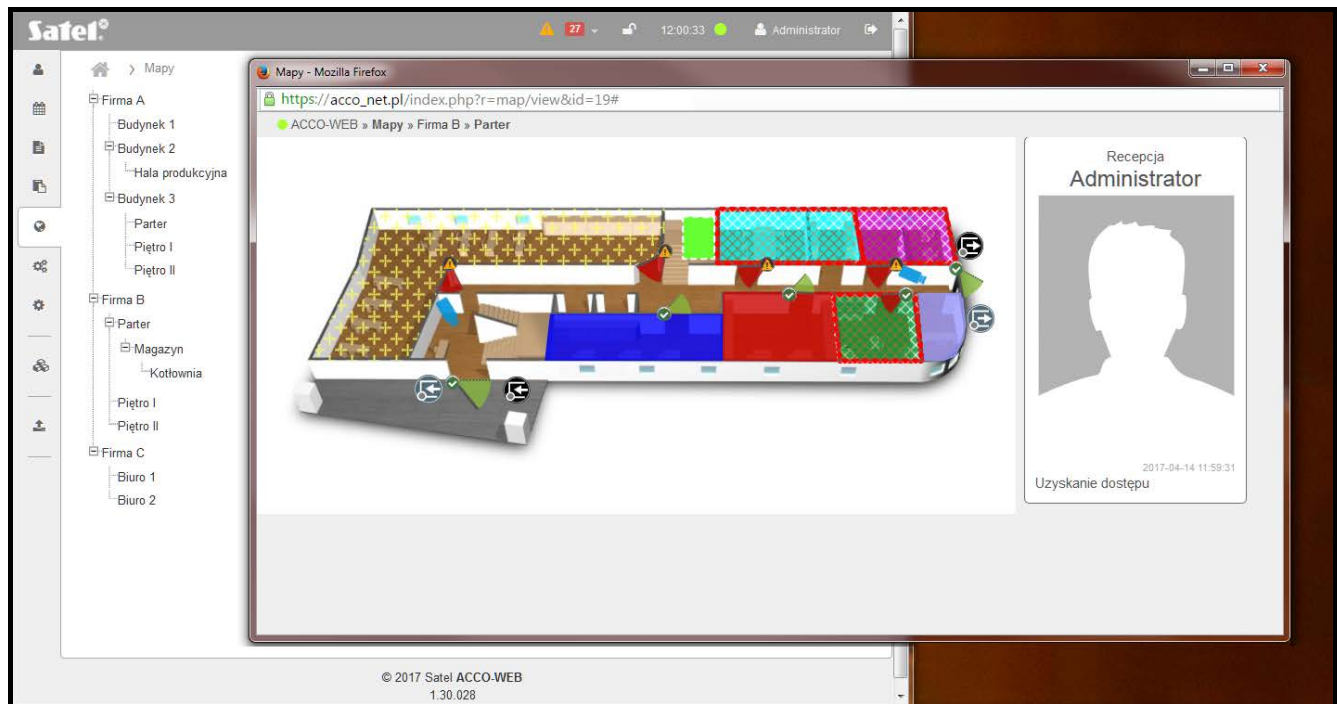 Satel®
27
12:00:33
Administrator
Mapy
Firma A
Budynek 1
Budynek 2
Hala produkcyjna
Budynek 3
Parter
Piętro I
Piętro II
Firma B
Parter
Magazyn
Kotłownia
Piętro I
Piętro II
Firma C
Biuro 1
Biuro 2
Mapy - Mozilla Firefox
https://acco_net.pl/index.php?r=map/view&id=19#
ACCO-WEB » Mapy » Firma B » Parter
Recepcja
Administrator
2017-04-14 11:59:31
Uzyskanie dostępu
© 2017 Satel ACCO-WEB
1.30.028